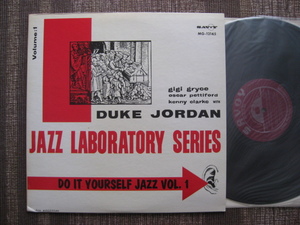 Volume:1
SAVOY
gigi gryce
oscar pettiford
kenny clarke
DUKE JORDAN
JAZZ LABORATORY SERIES
DO IT YOURSELF JAZZ VOL. 1